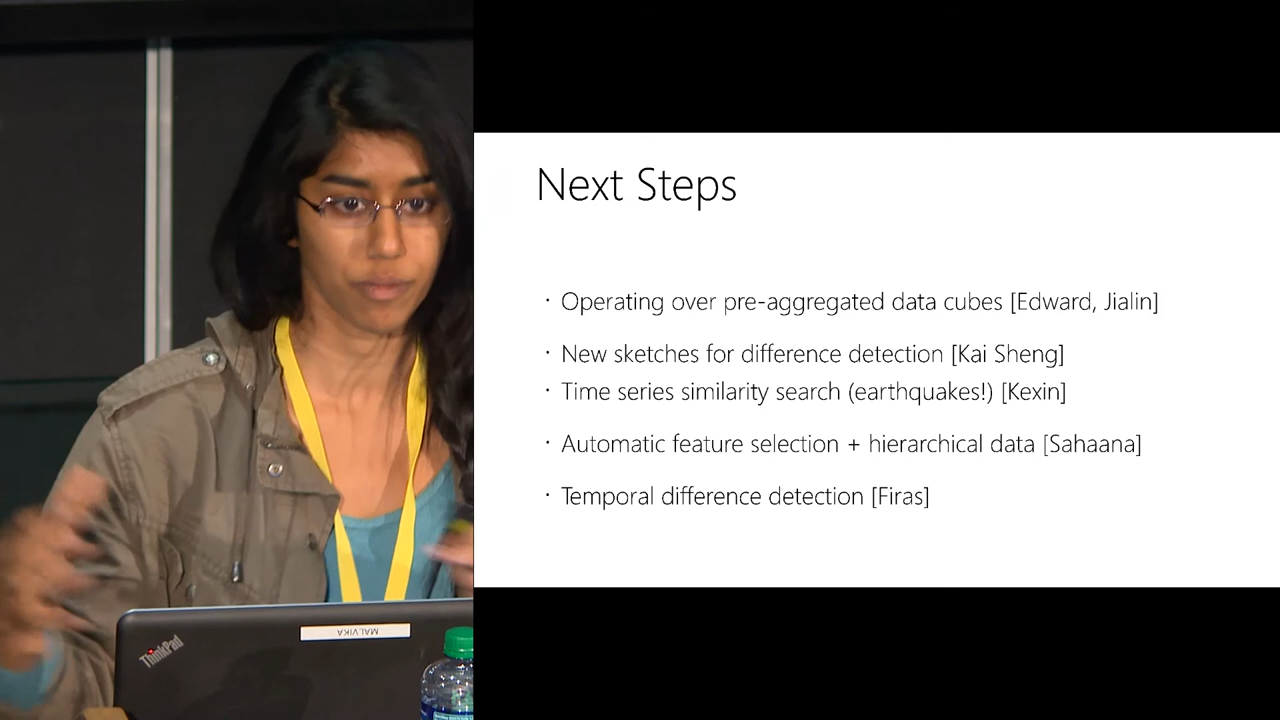 Next Steps
· Operating over pre-aggregated data cubes [Edward, Jialin]
· New sketches for difference detection [Kai Sheng]
· Time series similarity search (earthquakes!) [Kexin]
· Automatic feature selection + hierarchical data [Sahaana]
· Temporal difference detection [Firas]
MALVIKA
ThinkPad